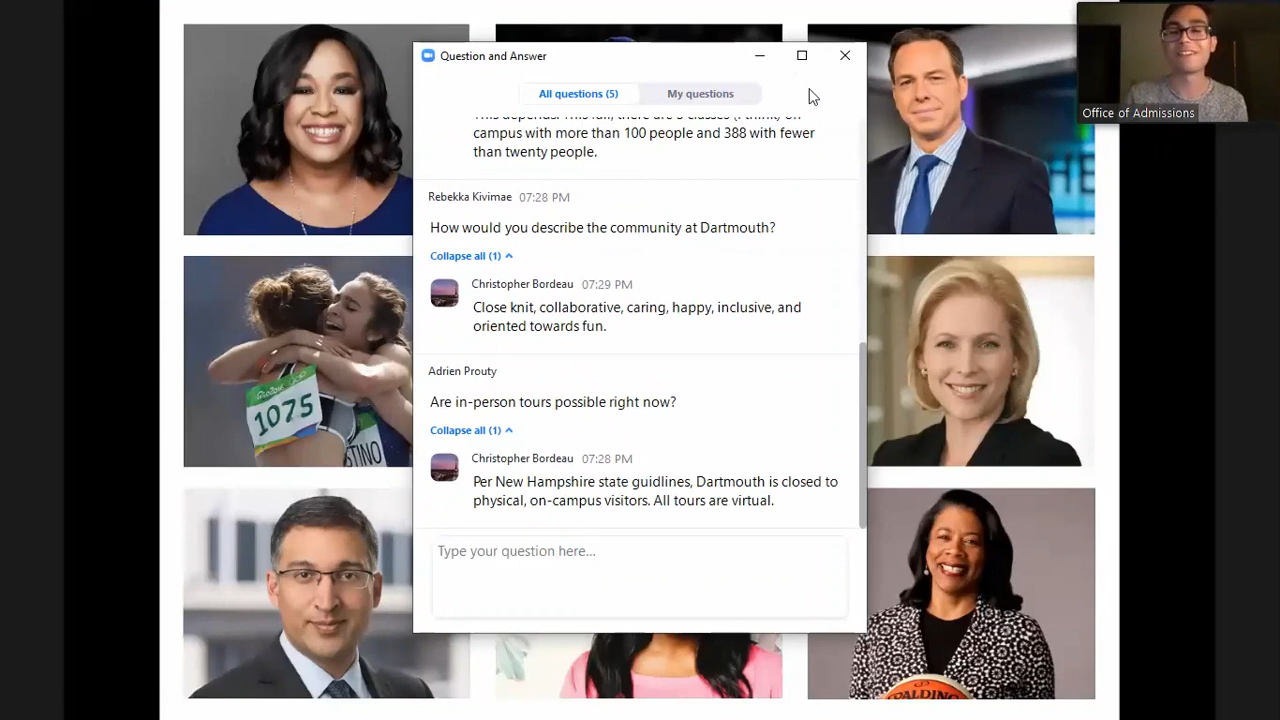 Question and Answer
All questions (5)
My questions
This depends. This fall, there are 5 classes (I think) on
campus with more than 100 people and 388 with fewer
than twenty people.
Rebekka Kivimae 07:28 PM
How would you describe the community at Dartmouth?
Collapse all (1)
Christopher Bordeau 07:29 PM
Close knit, collaborative, caring, happy, inclusive, and
oriented towards fun.
Adrien Prouty
Are in-person tours possible right now?
Collapse all (1)
Christopher Bordeau 07:28 PM
Per New Hampshire state guidlines, Dartmouth is closed to
physical, on-campus visitors. All tours are virtual.
Type your question here...
Office of Admissions
HE
1075
STINO
SPALDING